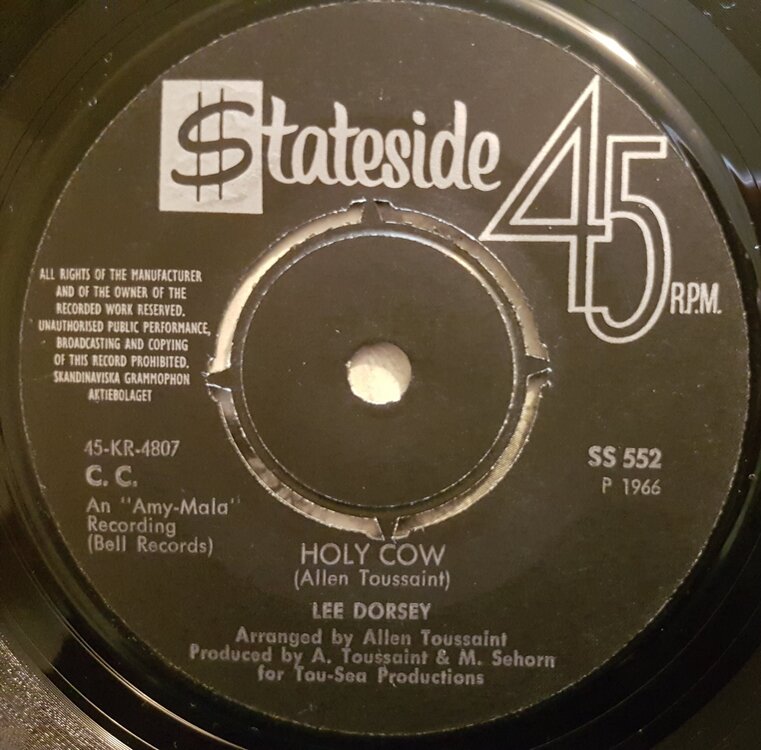 $tateside
45
R.P.M.
ALL RIGHTS OF THE MANUFACTURER
AND OF THE OWNER OF THE
RECORDED WORK RESERVED.
UNAUTHORISED PUBLIC PERFORMANCE,
BROADCASTING AND COPYING
OF THIS RECORD PROHIBITED.
SKANDINAVISKA GRAMMOPHON
AKTIEBOLAGET
45-KR-4807
C. C.
An "Amy-Mala"
Recording
(Bell Records)
SS 552
P 1966
HOLY COW
(Allen Toussaint)
LEE DORSEY
Arranged by Allen Toussaint
Produced by A. Toussaint & M. Sehorn
for Tou-Sea Productions